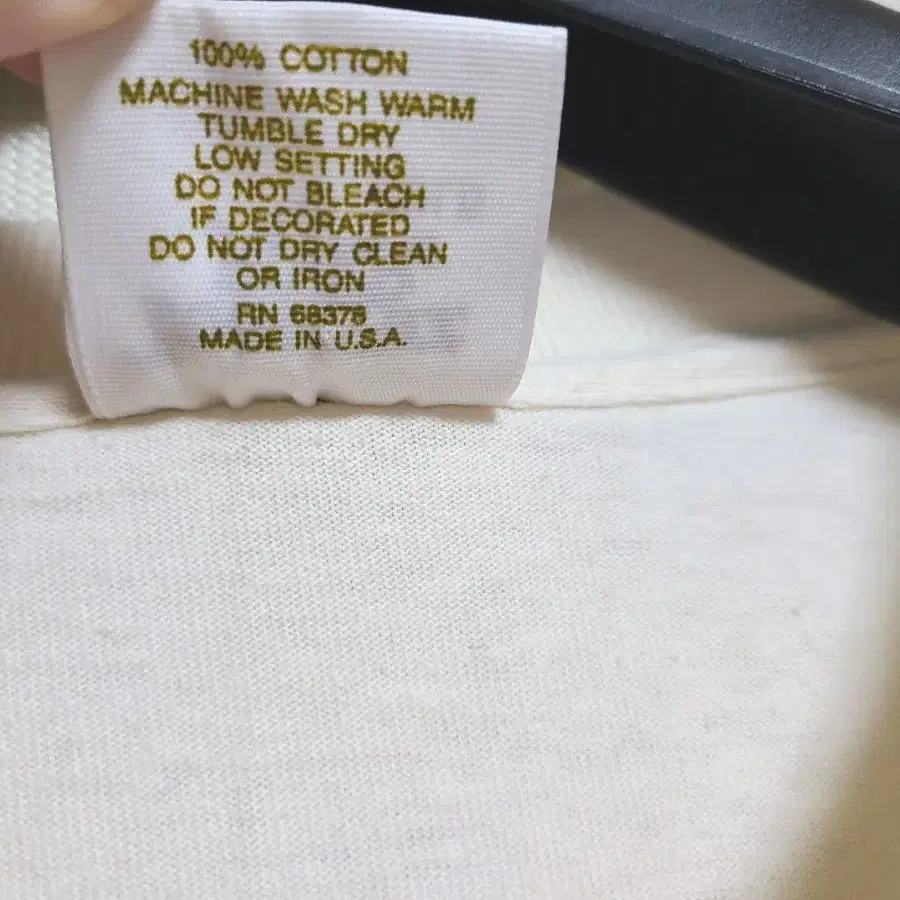 100% COTTON
MACHINE WASH WARM
TUMBLE DRY
LOW SETTING
DO NOT BLEACH
IF DECORATED
DO NOT DRY CLEAN
OR IRON
RN 68378
MADE IN U.S.A.